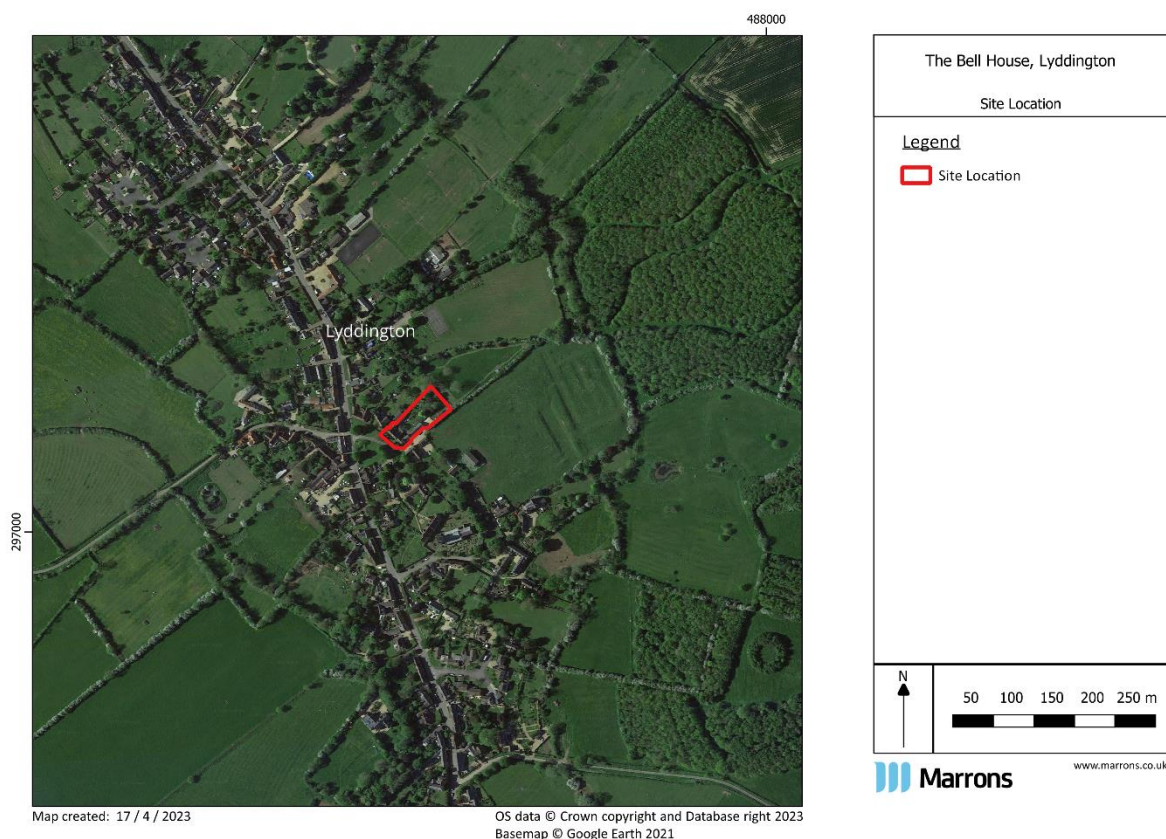 488000
The Bell House, Lyddington
Site Location
Legend
Site Location
Lyddington
297000
N
50 100 150 200 250 m
Marrons
www.marrons.co.uk
Map created: 17 / 4 / 2023
OS data © Crown copyright and Database right 2023
Basemap © Google Earth 2021